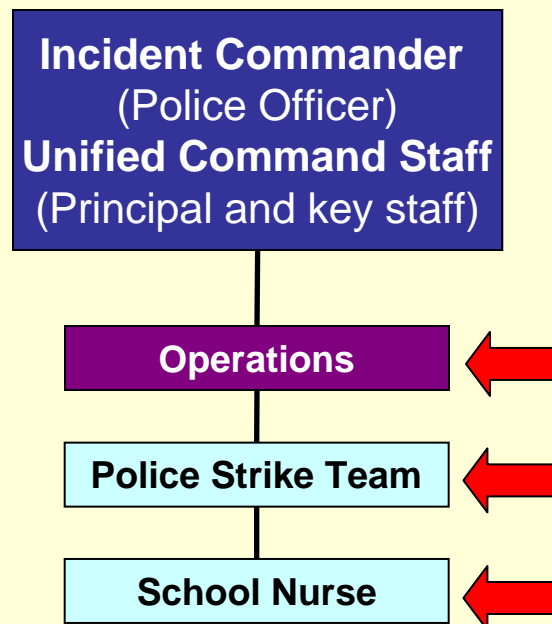 Incident Commander
(Police Officer)
Unified Command Staff
(Principal and key staff)
Operations
Police Strike Team
School Nurse